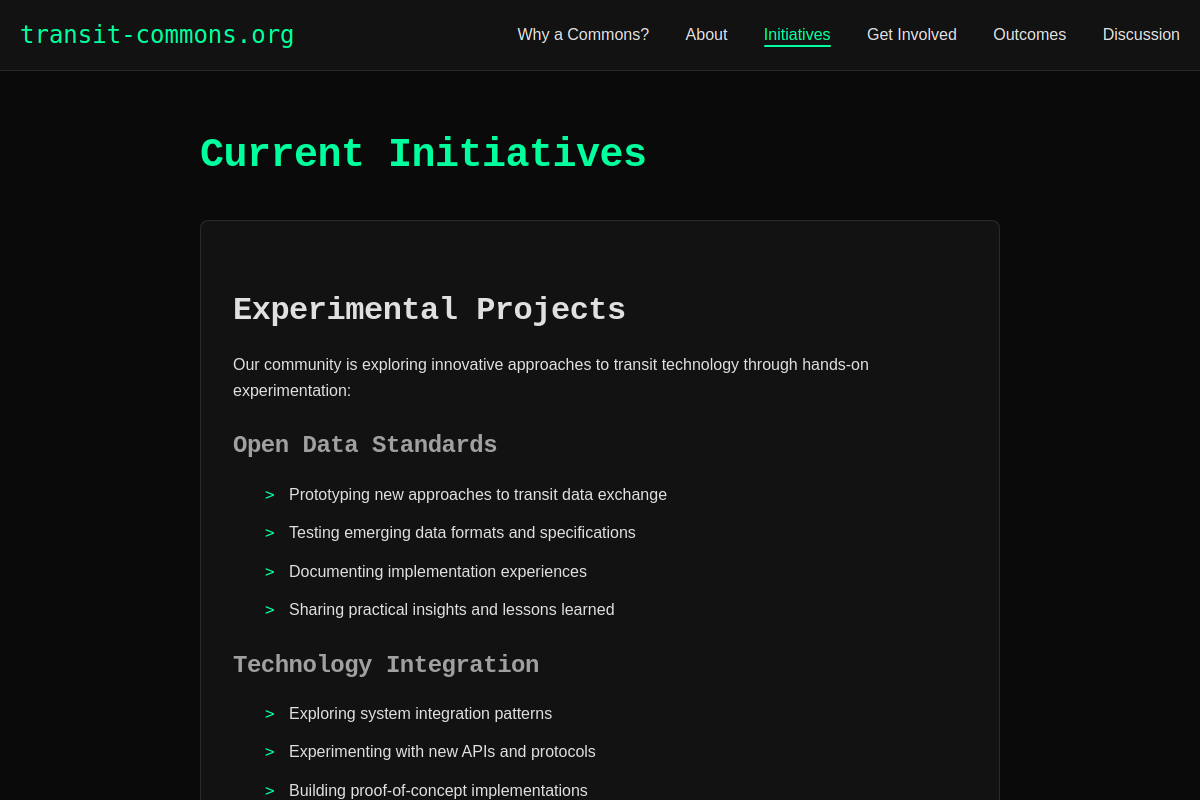 transit-commons.org
Why a Commons?
About
Initiatives
Get Involved
Outcomes
Discussion
Current Initiatives
Experimental Projects
Our community is exploring innovative approaches to transit technology through hands-on
experimentation:
Open Data Standards
> Prototyping new approaches to transit data exchange
> Testing emerging data formats and specifications
> Documenting implementation experiences
> Sharing practical insights and lessons learned
Technology Integration
> Exploring system integration patterns
> Experimenting with new APIs and protocols
> Building proof-of-concept implementations